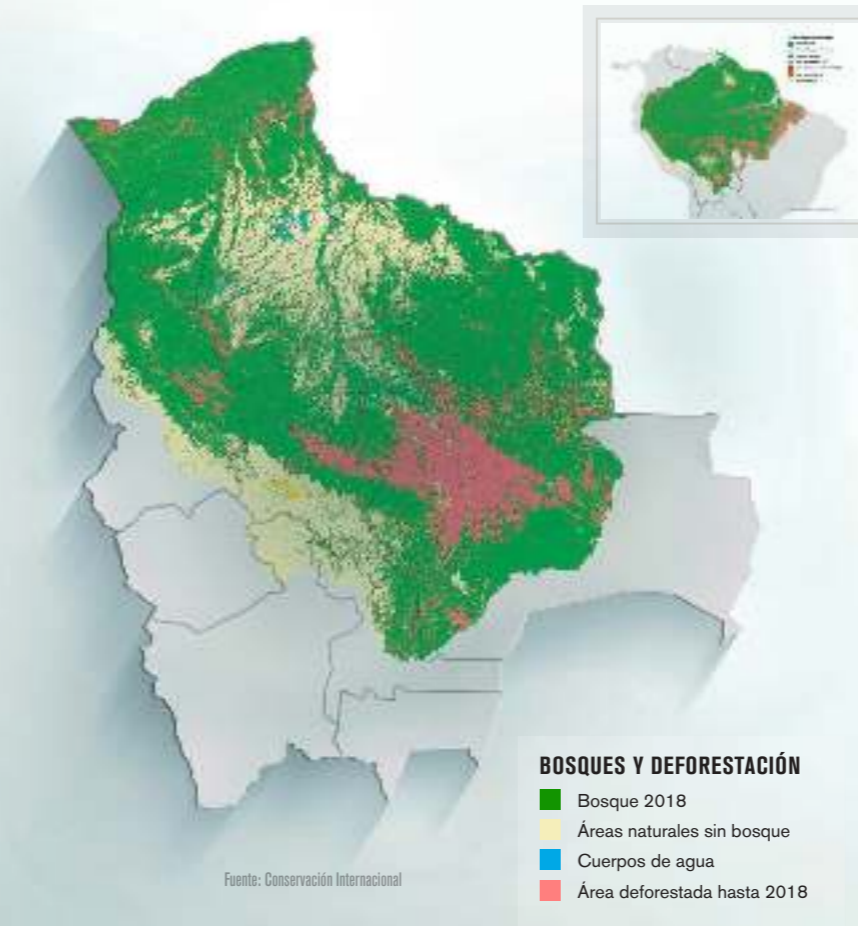 BOSQUES Y DEFORESTACIÓN
Bosque 2018
Áreas naturales sin bosque
Cuerpos de agua
Área deforestada hasta 2018
Fuente: Conservación Internacional